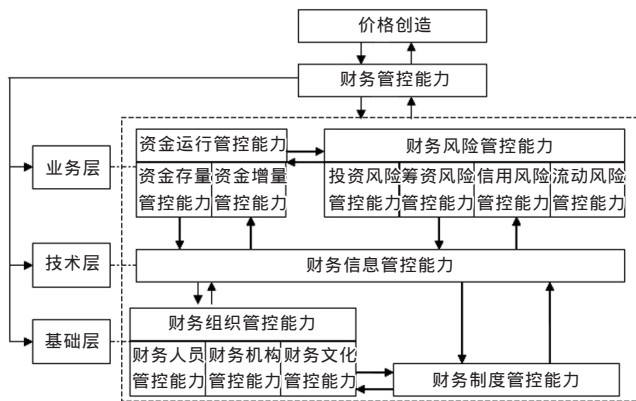 价格创造
财务管控能力
业务层
资金运行管控能力
财务风险管控能力
资金存量
管控能力
资金增量
管控能力
投资风险
管控能力
筹资风险
管控能力
信用风险
管控能力
流动风险
管控能力
技术层
财务信息管控能力
基础层
财务组织管控能力
财务人员
管控能力
财务机构
管控能力
财务文化
管控能力
财务制度管控能力